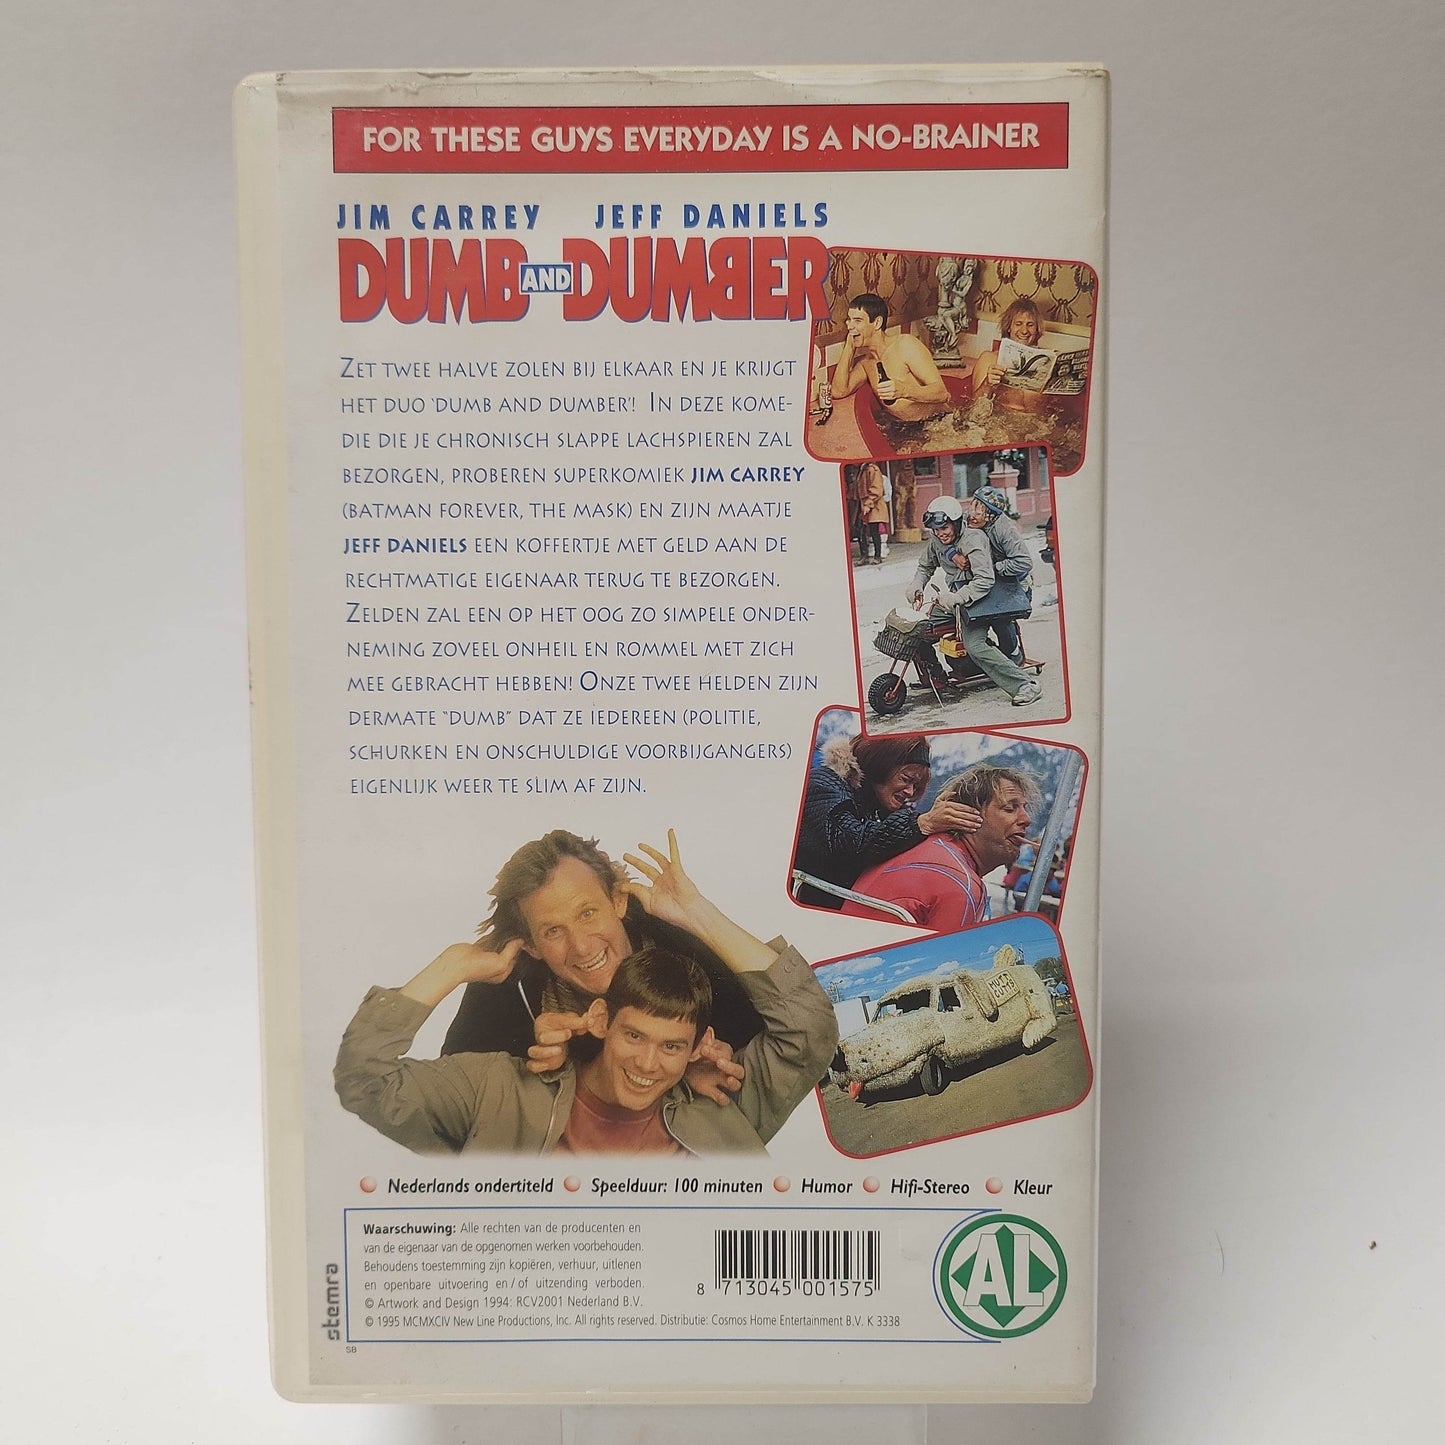 FOR THESE GUYS EVERYDAY IS A NO-BRAINER
JIM CARREY JEFF DANIELS
DUMB AND DUMBER
ZET TWEE HALVE ZOLEN BIJ ELKAAR EN JE KRIJGT
HET DUO 'DUMB AND DUMBER'! IN DEZE KOME-
DIE DIE JE CHRONISCH SLAPPE LACHSPIEREN ZAL
BEZORGEN, PROBEREN SUPERKOMIEK JIM CARREY
(BATMAN FOREVER, THE MASK) EN ZIJN MAATJE
JEFF DANIELS EEN KOFFERTJE MET GELD AAN DE
RECHTMATIGE EIGENAAR TERUG TE BEZORGEN.
ZELDEN ZAL EEN OP HET OOG ZO SIMPELE ONDER-
NEMING ZOVEEL ONHEIL EN ROMMEL MET ZICH
MEE GEBRACHT HEBBEN! ONZE TWEE HELDEN ZIJN
DERMATE "DUMB" DAT ZE IEDEREEN (POLITIE,
SCHURKEN EN ONSCHULDIGE VOORBIJGANGERS)
EIGENLIJK WEER TE SLIM AF ZIJN.
MUTT
CUTTS
Nederlands ondertiteld Speelduur: 100 minuten Humor Hifi-Stereo Kleur
Waarschuwing: Alle rechten van de producenten en
van de eigenaar van de opgenomen werken voorbehouden.
Behoudens toestemming zijn kopiëren, verhuur, uitlenen
en openbare uitvoering en/of uitzending verboden.
© Artwork and Design 1994: RCV2001 Nederland B.V.
© 1995 MCMXCIV New Line Productions, Inc. All rights reserved. Distributie: Cosmos Home Entertainment B.V. K 3338
8 713045 001575
AL
stemra
SB